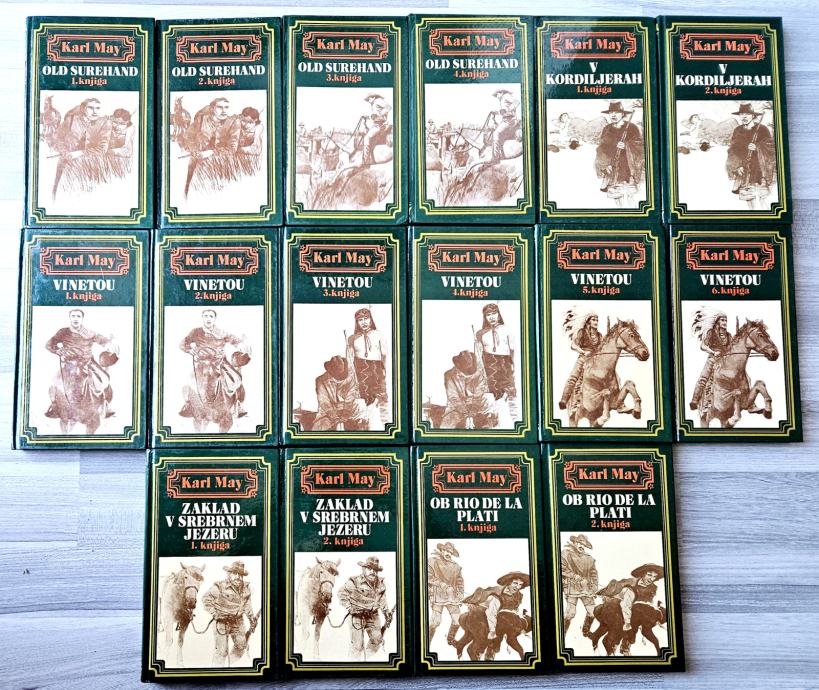 Karl May
OLD SUREHAND
1. knjiga
Karl May
OLD SUREHAND
2. knjiga
Karl May
OLD SUREHAND
3. knjiga
Karl May
OLD SUREHAND
4. knjiga
Karl May
V
KORDILJERAH
1. knjiga
Karl May
V
KORDILJERAH
2. knjiga
Karl May
VINETOU
1. knjiga
Karl May
VINETOU
2. knjiga
Karl May
VINETOU
3. knjiga
Karl May
VINETOU
4. knjiga
Karl May
VINETOU
5. knjiga
Karl May
VINETOU
6. knjiga
Karl May
ZAKLAD
V SREBRNEM
JEZERU
1. knjiga
Karl May
ZAKLAD
V SREBRNEM
JEZERU
2. knjiga
Karl May
OB RIO DE LA
PLATI
1. knjiga
Karl May
OB RIO DE LA
PLATI
2. knjiga